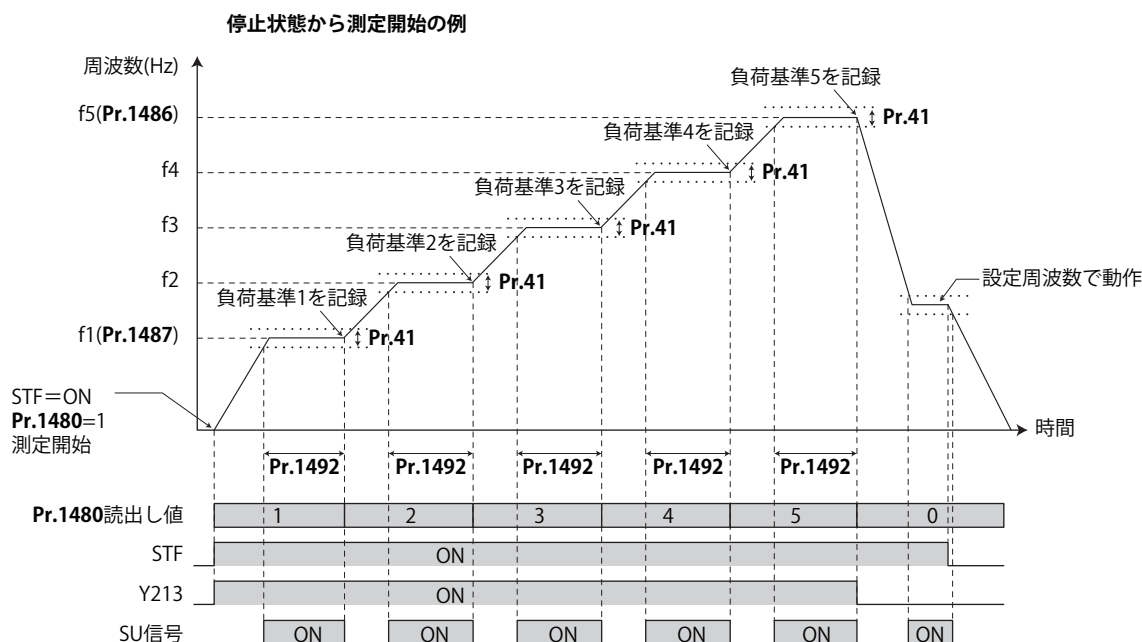 停止状態から測定開始の例
周波数(Hz)
負荷基準5を記録
f5(Pr.1486)
Pr.41
負荷基準4を記録
f4
Pr.41
負荷基準3を記録
f3
Pr.41
負荷基準2を記録
f2
Pr.41
設定周波数で動作
負荷基準1を記録
f1(Pr.1487)
Pr.41
STF=ON
Pr.1480=1
測定開始
時間
Pr.1492 Pr.1492 Pr.1492 Pr.1492 Pr.1492
Pr.1480読出し値 1 2 3 4 5 0
STF ON
Y213 ON
SU信号 ON ON ON ON ON ON